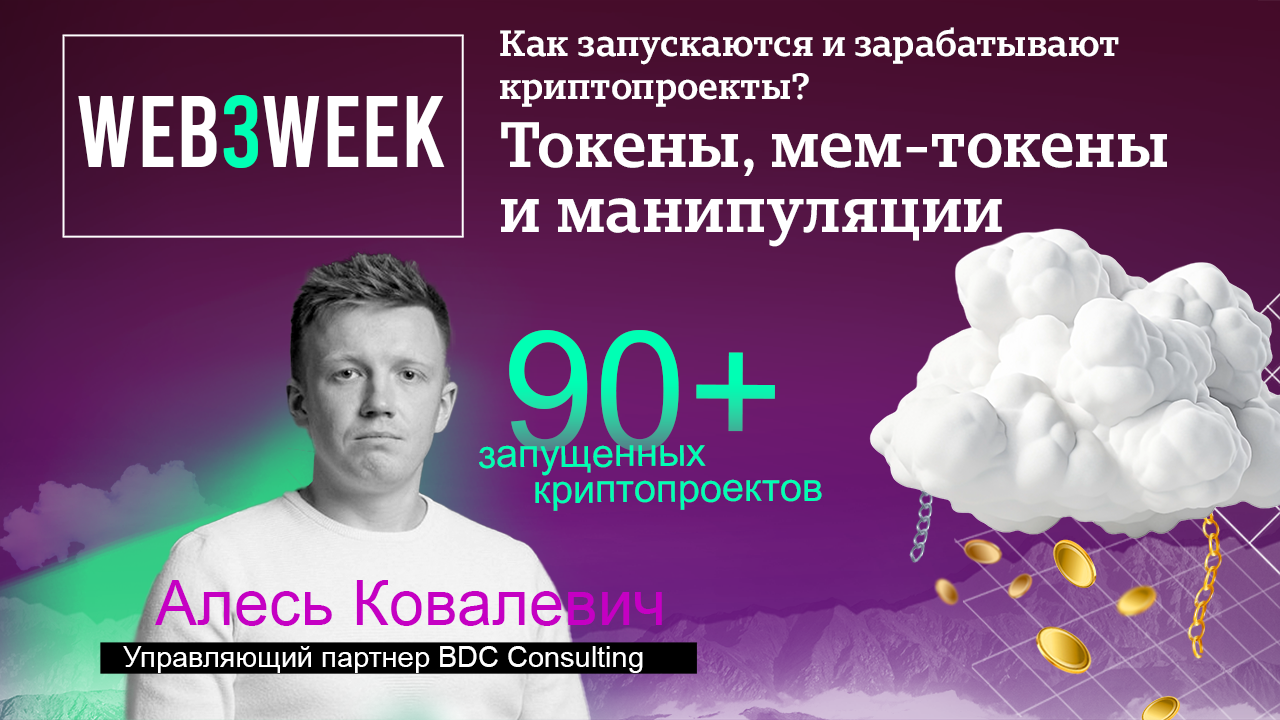 WEB3WEEK
Как запускаются и зарабатывают
криптопроекты?
Токены, мем-токены
и манипуляции
90+
запущенных
криптопроектов
Алесь Ковалевич
Управляющий партнер BDC Consulting